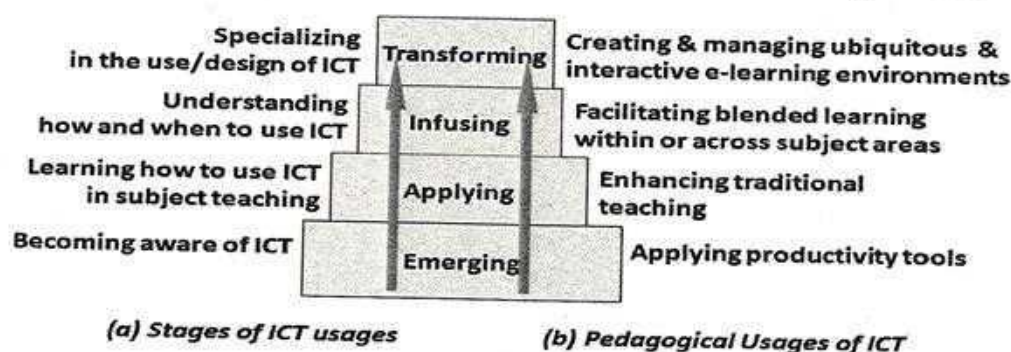 Specializing
in the use/design of ICT
Transforming
Creating & managing ubiquitous &
interactive e-learning environments
Understanding
how and when to use ICT
Infusing
Facilitating blended learning
within or across subject areas
Learning how to use ICT
in subject teaching
Applying
Enhancing traditional
teaching
Becoming aware of ICT
Emerging
Applying productivity tools
(a) Stages of ICT usages
(b) Pedagogical Usages of ICT